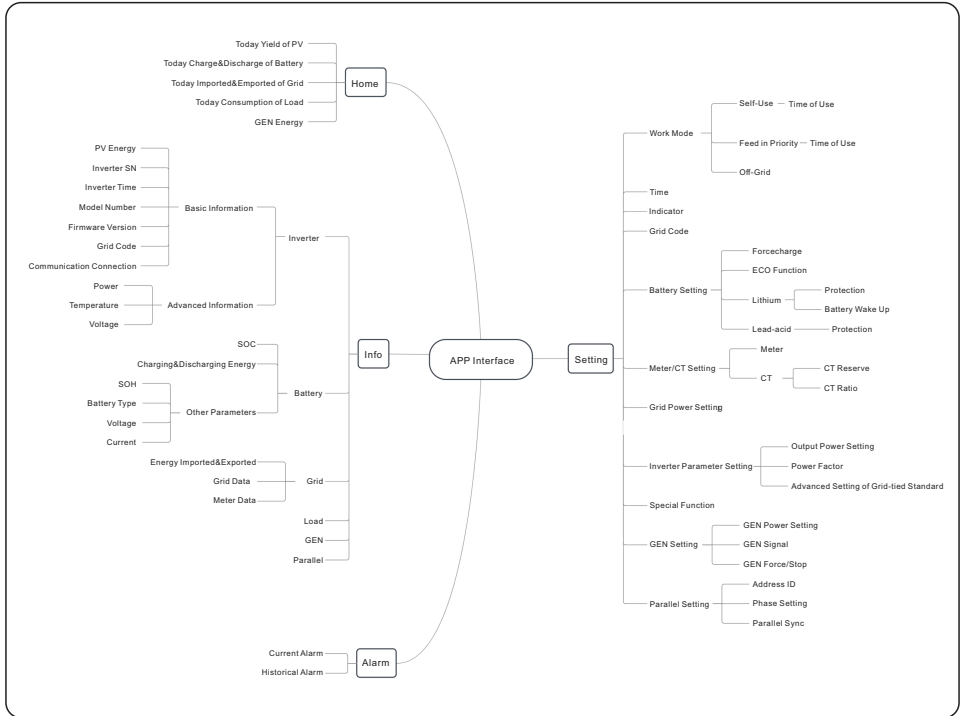 Today Yield of PV
Today Charge&Discharge of Battery
Today Imported&Exported of Grid
Today Consumption of Load
GEN Energy
Home
PV Energy
Inverter SN
Inverter Time
Model Number
Firmware Version
Grid Code
Communication Connection
Basic Information
Inverter
Power
Temperature
Voltage
Advanced Information
SOC
Charging&Discharging Energy
SOH
Battery Type
Voltage
Current
Other Parameters
Battery
Energy Imported&Exported
Grid Data
Meter Data
Grid
Load
GEN
Parallel
Info
Current Alarm
Historical Alarm
Alarm
APP Interface
Setting
Work Mode
Self-Use
Time of Use
Feed in Priority
Time of Use
Off-Grid
Time
Indicator
Grid Code
Battery Setting
Forcecharge
ECO Function
Lithium
Protection
Battery Wake Up
Lead-acid
Protection
Meter/CT Setting
Meter
CT
CT Reserve
CT Ratio
Grid Power Setting
Inverter Parameter Setting
Output Power Setting
Power Factor
Advanced Setting of Grid-tied Standard
Special Function
GEN Setting
GEN Power Setting
GEN Signal
GEN Force/Stop
Parallel Setting
Address ID
Phase Setting
Parallel Sync